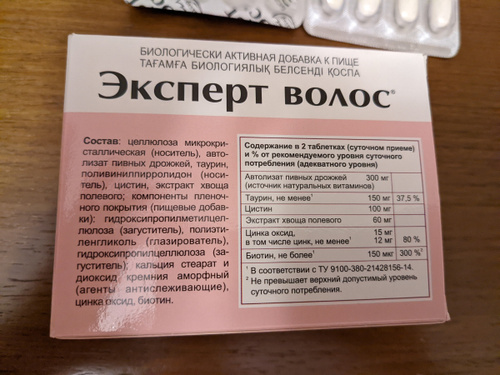 БИОЛОГИЧЕСКИ АКТИВНАЯ ДОБАВКА К ПИЩЕ
ТАҒАМҒА БИОЛОГИЯЛЫҚ БЕЛСЕНДІ ҚОСПА
Эксперт волос®
Состав: целлюлоза микрокри-
сталлическая (носитель), авто-
лизат пивных дрожжей, таурин,
поливинилпирролидон (носи-
тель), цистин, экстракт хвоща
полевого; компоненты пленоч-
ного покрытия (пищевые добав-
ки): гидроксипропилметилцел-
люлоза (загуститель), полиэти-
ленгликоль (глазирователь),
гидроксипропилцеллюлоза (за-
густитель); кальция стеарат и
диоксид кремния аморфный
(агенты антислеживающие),
цинка оксид, биотин.
Содержание в 2 таблетках (суточном приеме)
и % от рекомендуемого уровня суточного
потребления (адекватного уровня)
Автолизат пивных дрожжей 300 мг
(источник натуральных витаминов)
Таурин, не менее¹ 150 мг 37,5 %
Цистин 100 мг
Экстракт хвоща полевого 60 мг
Цинка оксид, 15 мг
в том числе цинк, не менее¹ 12 мг 80 %
Биотин, не более¹ 150 мкг 300 %²
¹ В соответствии с ТУ 9100-380-21428156-14.
² Не превышает верхний допустимый уровень
суточного потребления.